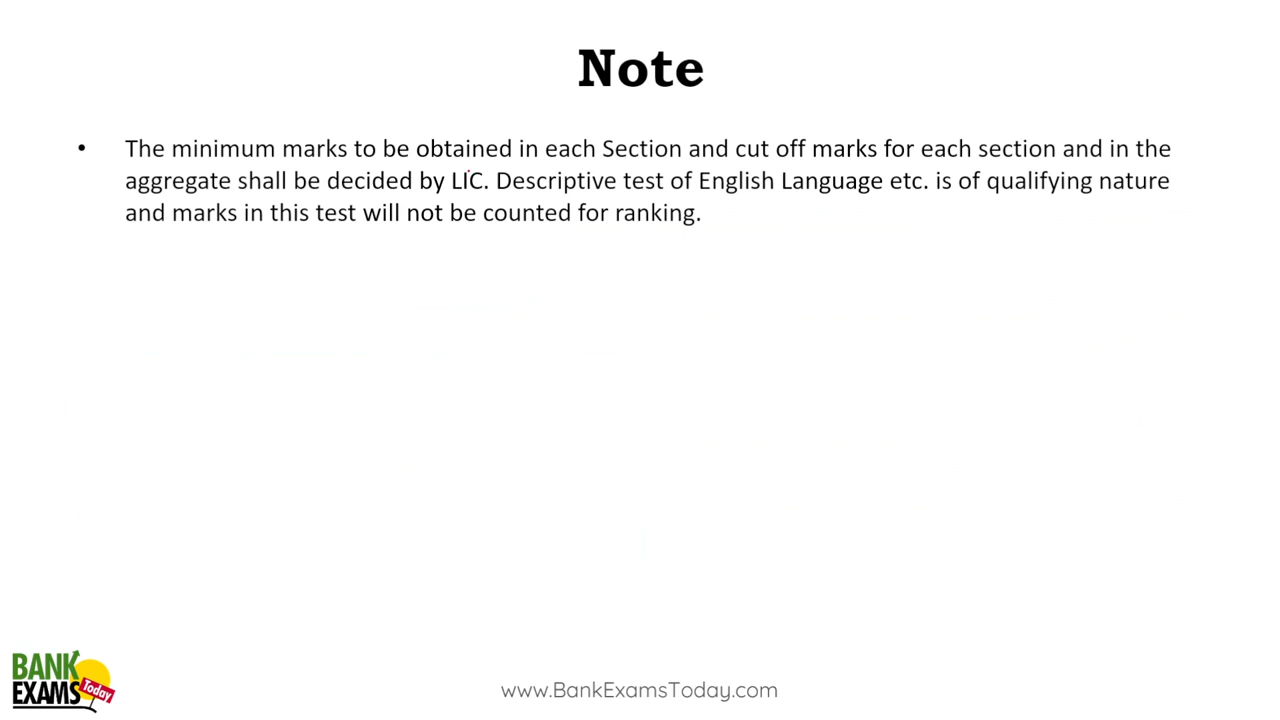 Note
• The minimum marks to be obtained in each Section and cut off marks for each section and in the
aggregate shall be decided by LIC. Descriptive test of English Language etc. is of qualifying nature
and marks in this test will not be counted for ranking.
BANK
EXAMS
Today
www.BankExamsToday.com